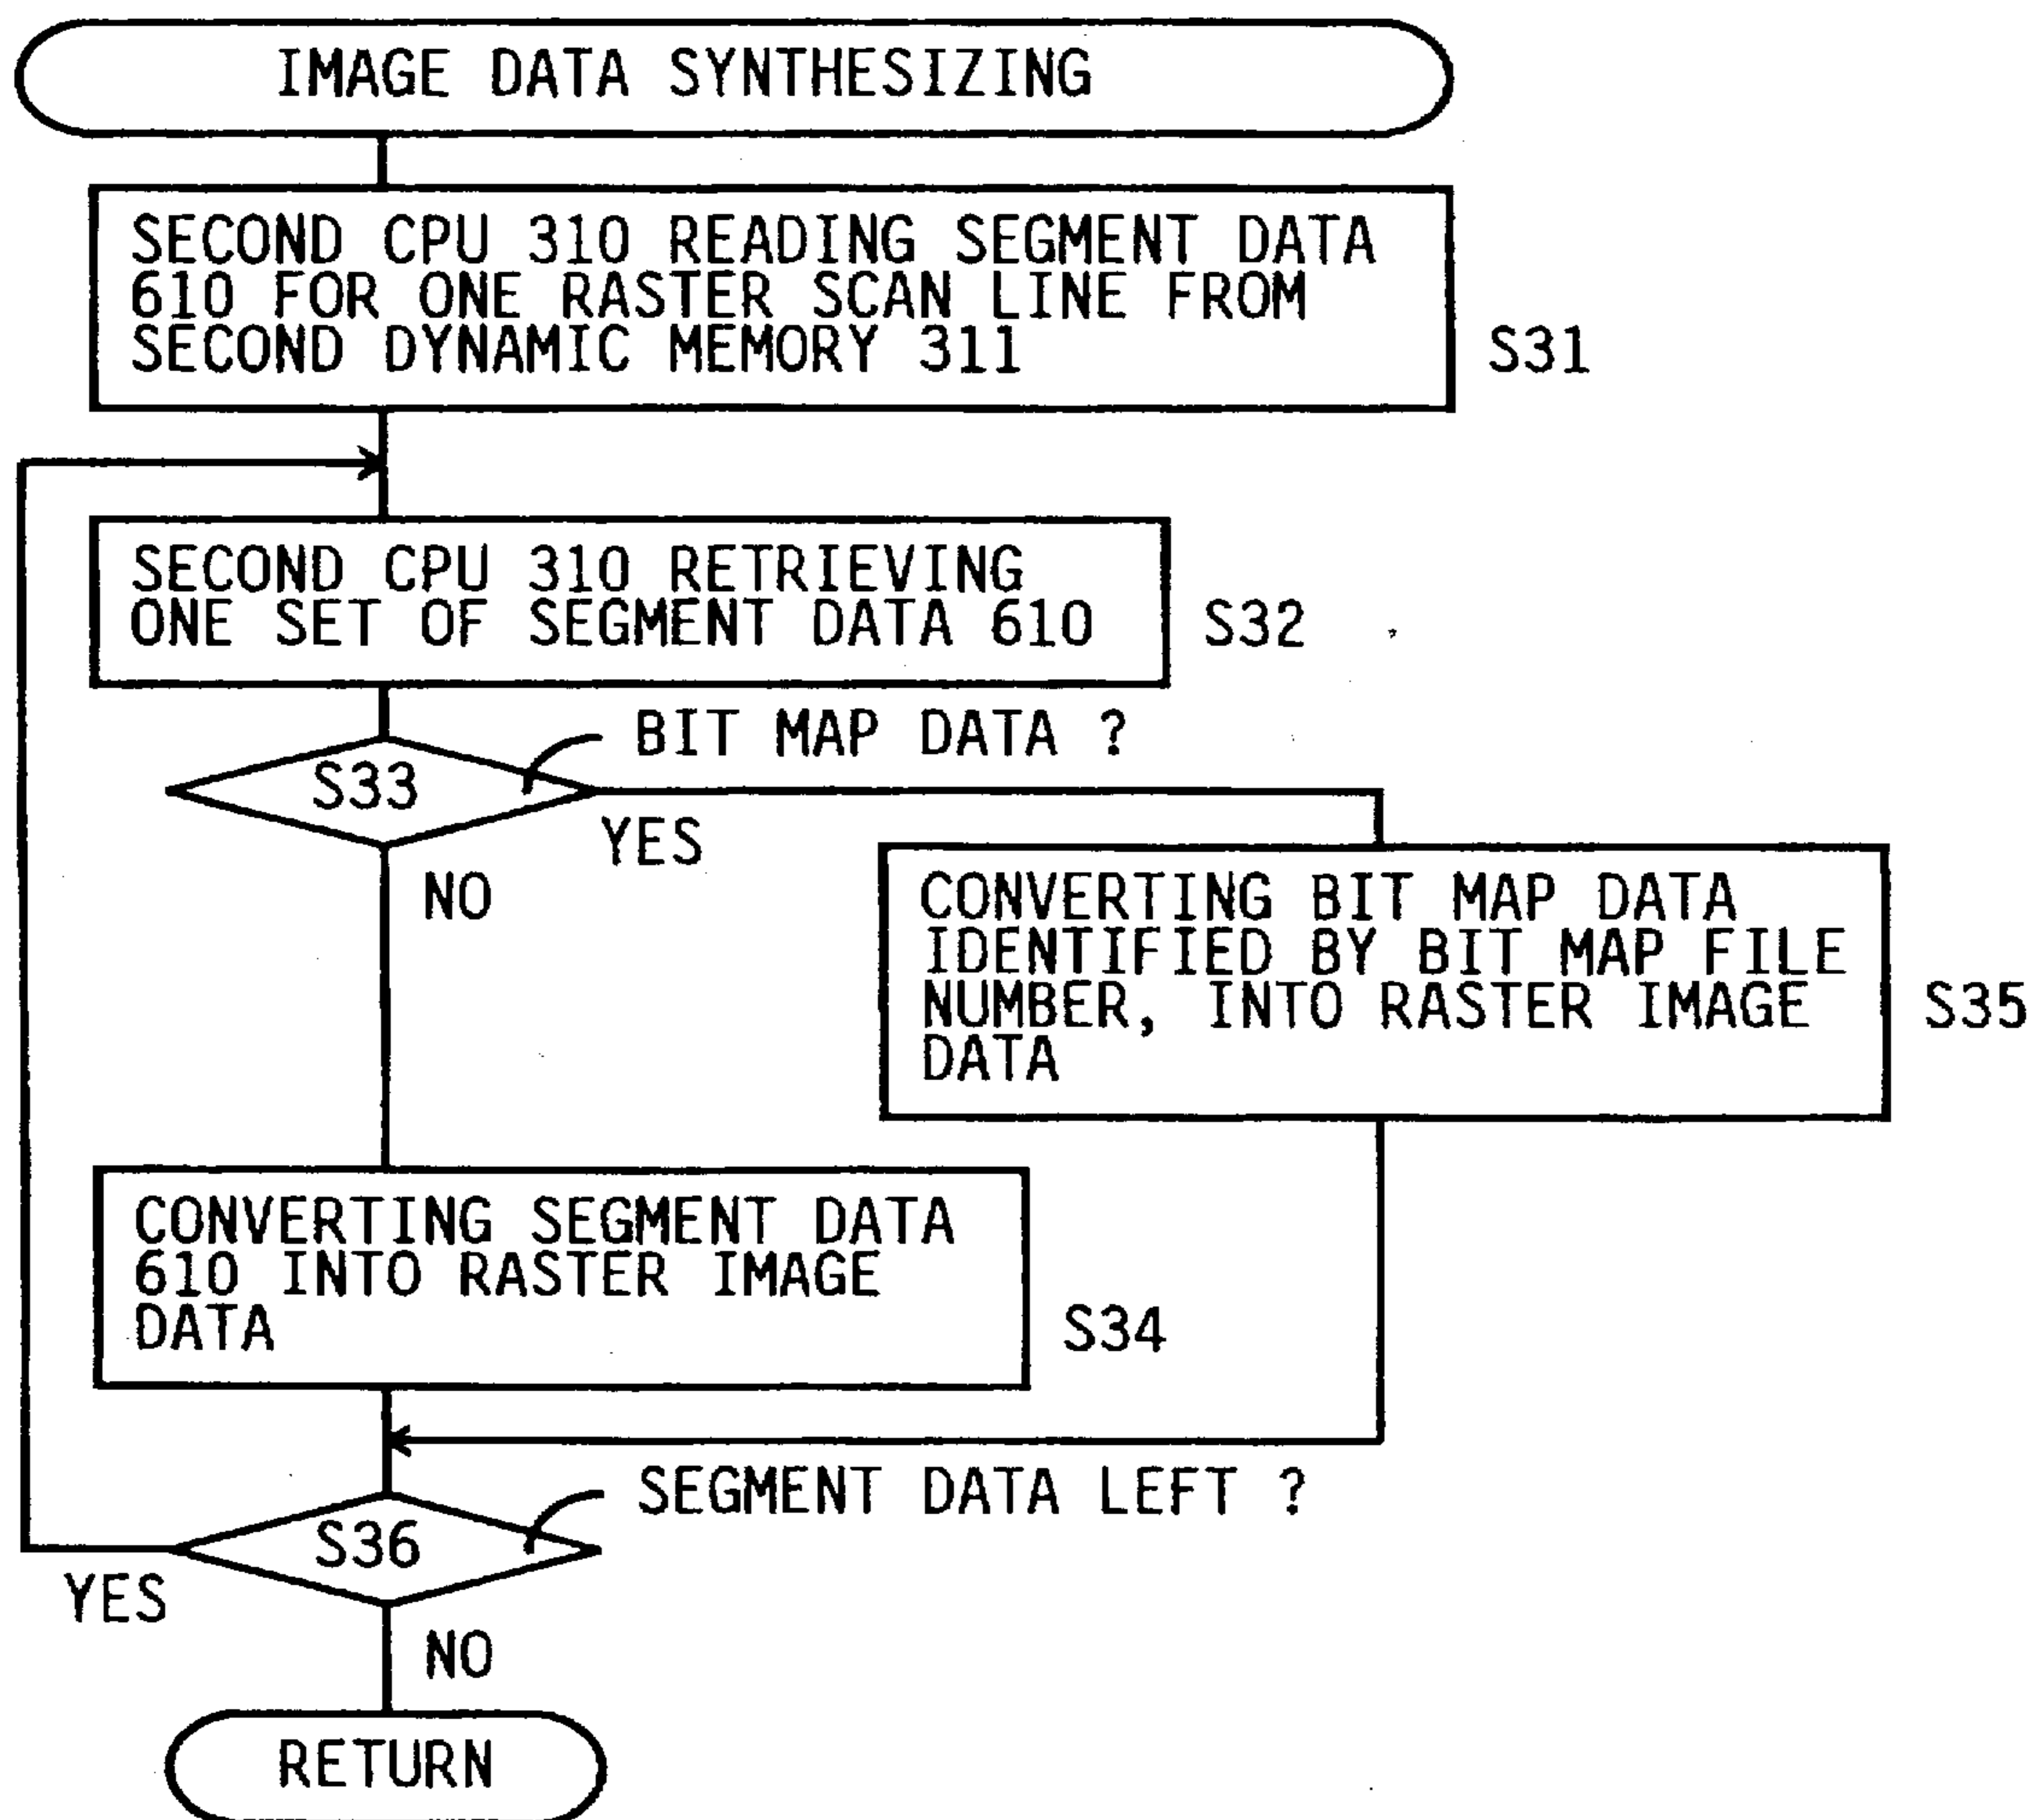 IMAGE DATA SYNTHESIZING
SECOND CPU 310 READING SEGMENT DATA
610 FOR ONE RASTER SCAN LINE FROM
SECOND DYNAMIC MEMORY 311
S31
SECOND CPU 310 RETRIEVING
ONE SET OF SEGMENT DATA 610
S32
BIT MAP DATA ?
S33
YES
NO
CONVERTING BIT MAP DATA
IDENTIFIED BY BIT MAP FILE
NUMBER, INTO RASTER IMAGE
DATA
S35
CONVERTING SEGMENT DATA
610 INTO RASTER IMAGE
DATA
S34
SEGMENT DATA LEFT ?
S36
YES
NO
RETURN